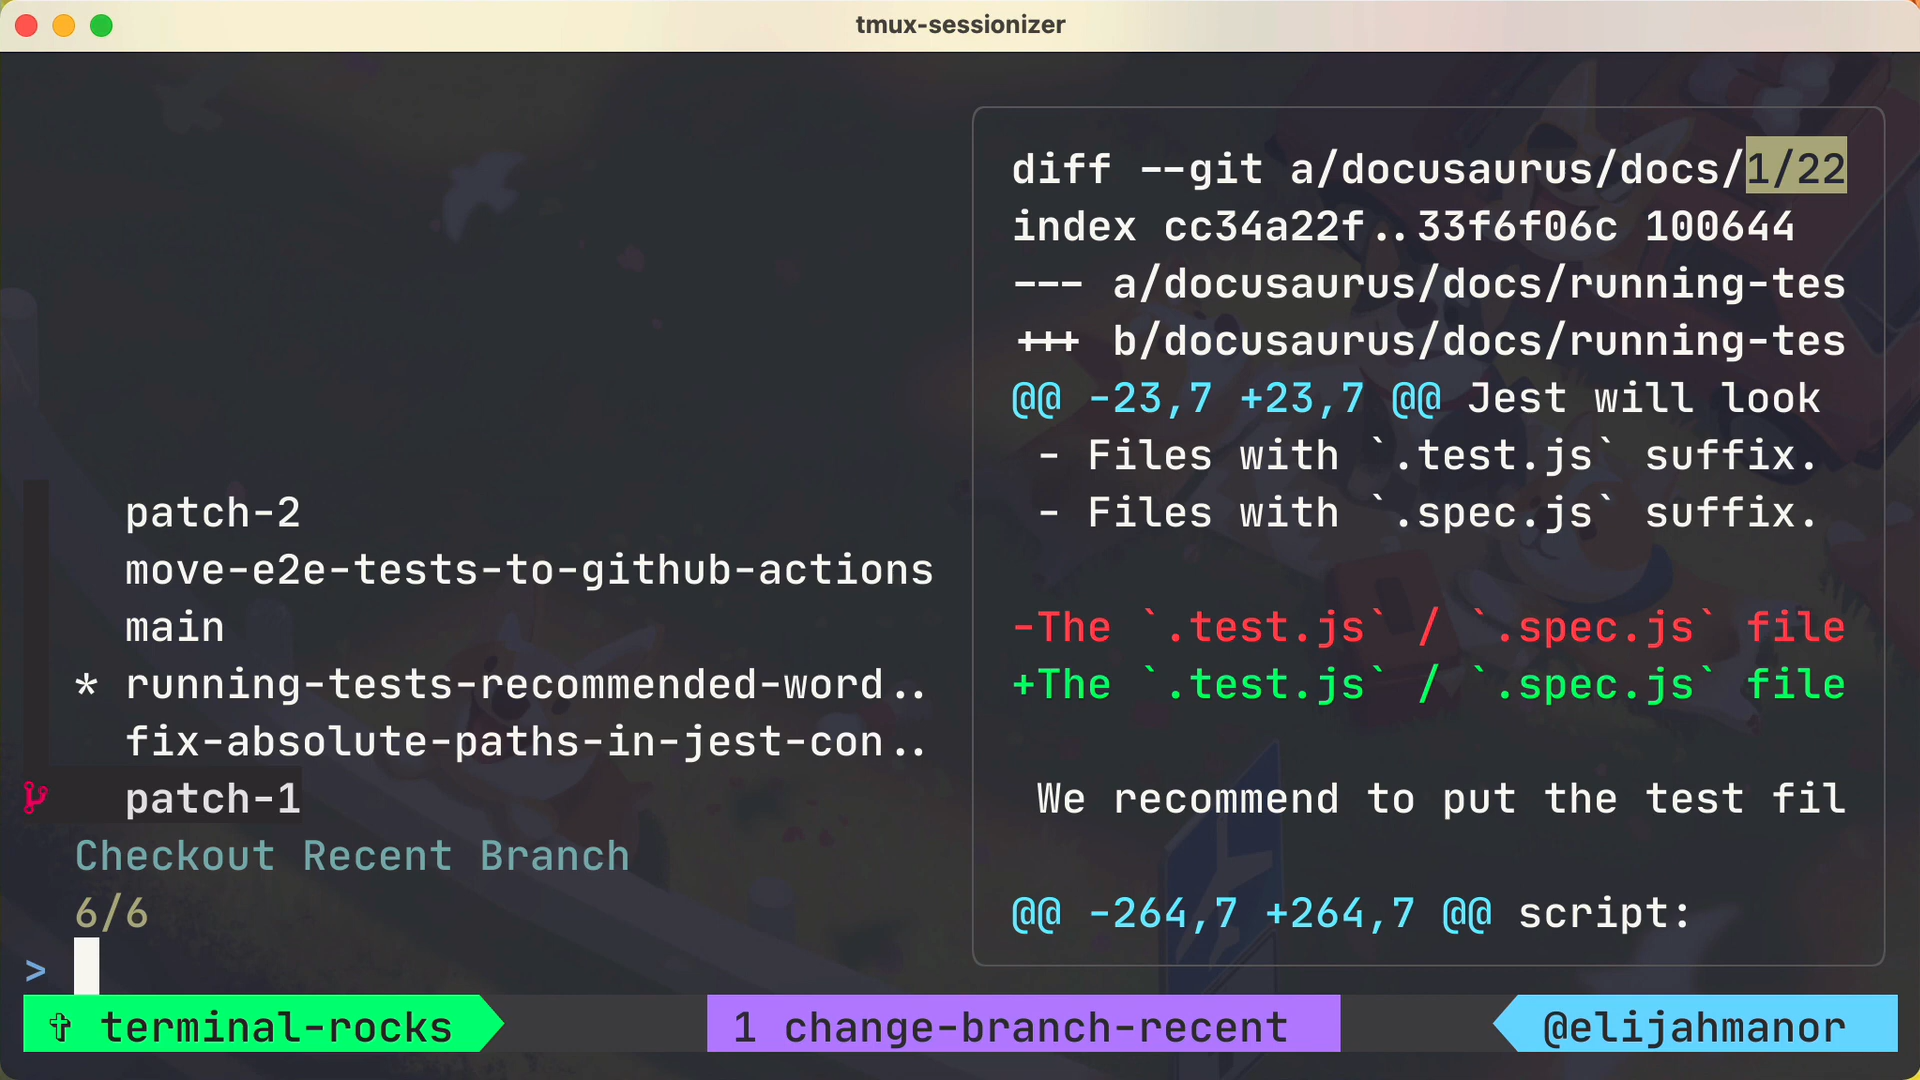 tmux-sessionizer
patch-2
move-e2e-tests-to-github-actions
main
* running-tests-recommended-word..
fix-absolute-paths-in-jest-con..
patch-1
Checkout Recent Branch
6/6
>
diff --git a/docusaurus/docs/1/22
index cc34a22f..33f6f06c 100644
--- a/docusaurus/docs/running-tes
+++ b/docusaurus/docs/running-tes
@@ -23,7 +23,7 @@ Jest will look
- Files with `.test.js` suffix.
- Files with `.spec.js` suffix.
-The `.test.js` / `.spec.js` file
+The `.test.js` / `.spec.js` file
We recommend to put the test fil
@@ -264,7 +264,7 @@ script:
✞ terminal-rocks
1 change-branch-recent
@elijahmanor